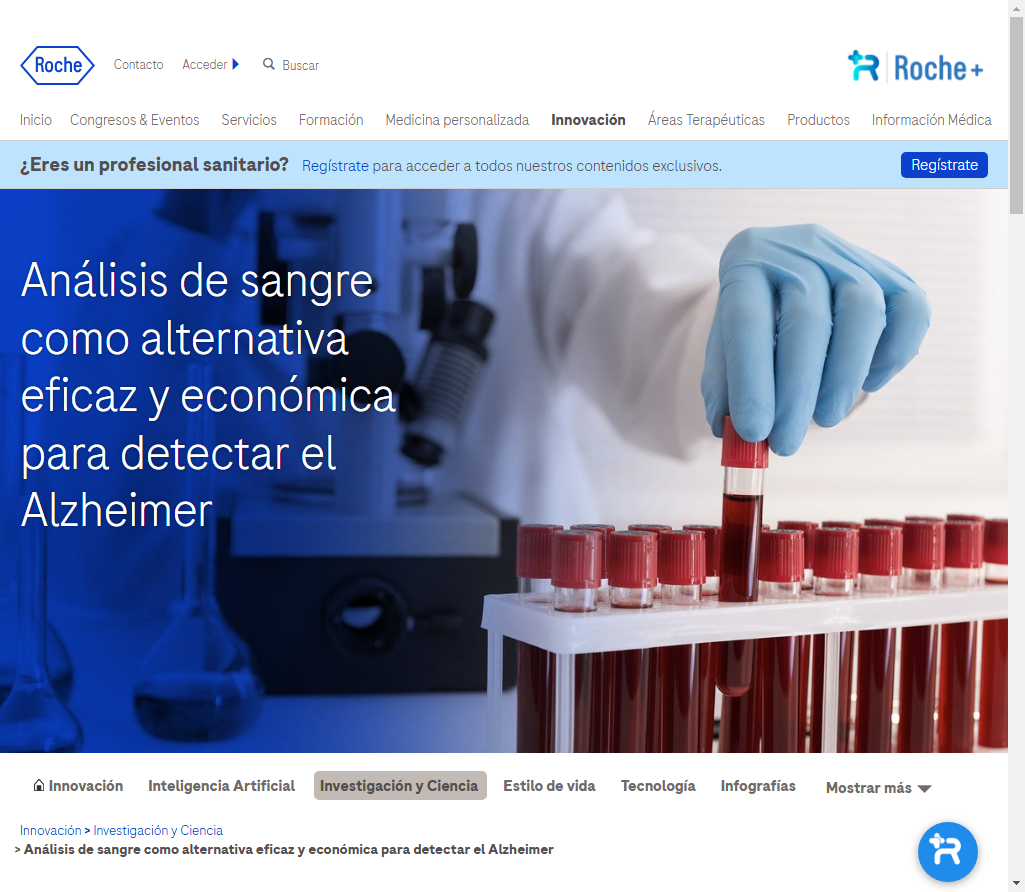 Roche
Contacto
Acceder
Buscar
Roche+
Inicio
Congresos & Eventos
Servicios
Formación
Medicina personalizada
Innovación
Áreas Terapéuticas
Productos
Información Médica
¿Eres un profesional sanitario?
Regístrate para acceder a todos nuestros contenidos exclusivos.
Regístrate
Análisis de sangre
como alternativa
eficaz y económica
para detectar el
Alzheimer
Innovación
Inteligencia Artificial
Investigación y Ciencia
Estilo de vida
Tecnología
Infografías
Mostrar más
Innovación > Investigación y Ciencia
> Análisis de sangre como alternativa eficaz y económica para detectar el Alzheimer